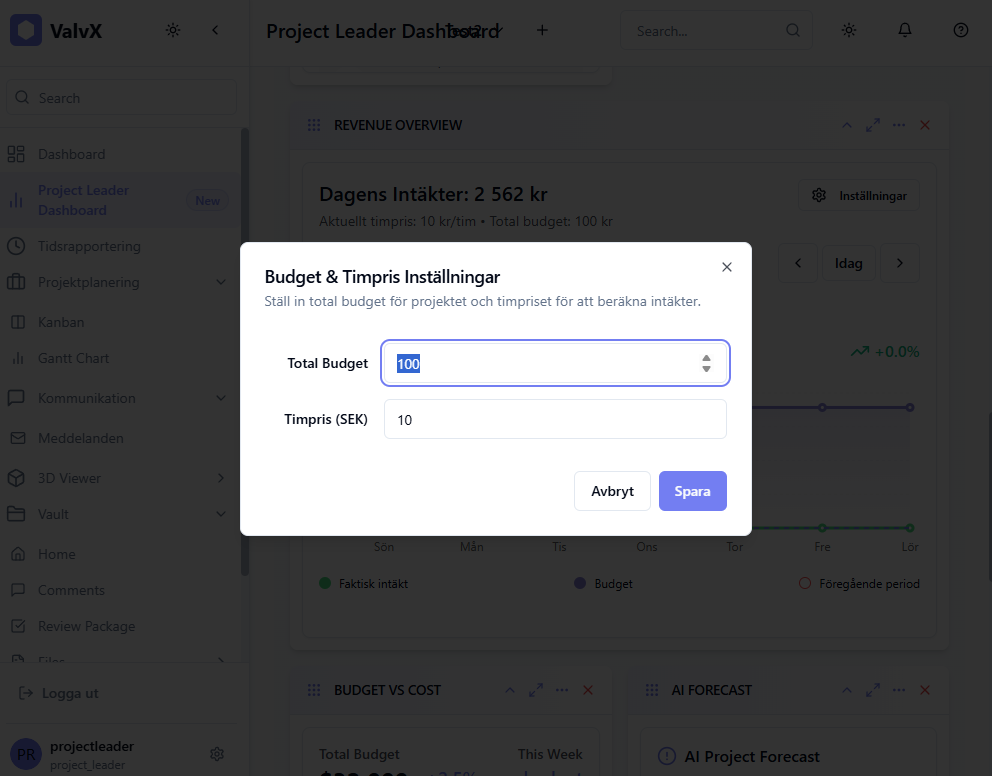 ValvX
Project Leader Dashboard
Test2
Search...
Search
Dashboard
Project Leader
Dashboard
New
Tidsrapportering
Projektplanering
Kanban
Gantt Chart
Kommunikation
Meddelanden
3D Viewer
Vault
Home
Comments
Review Package
Files
Logga ut
PR
projectleader
project_leader
REVENUE OVERVIEW
Dagens Intäkter: 2 562 kr
Inställningar
Aktuellt timpris: 10 kr/tim • Total budget: 100 kr
Idag
+0.0%
Budget & Timpris Inställningar
Ställ in total budget för projektet och timpriset för att beräkna intäkter.
Total Budget
100
Timpris (SEK)
10
Avbryt
Spara
Sön Mån Tis Ons Tor Fre Lör
Faktisk intäkt
Budget
Föregående period
BUDGET VS COST
Total Budget
This Week
AI FORECAST
AI Project Forecast